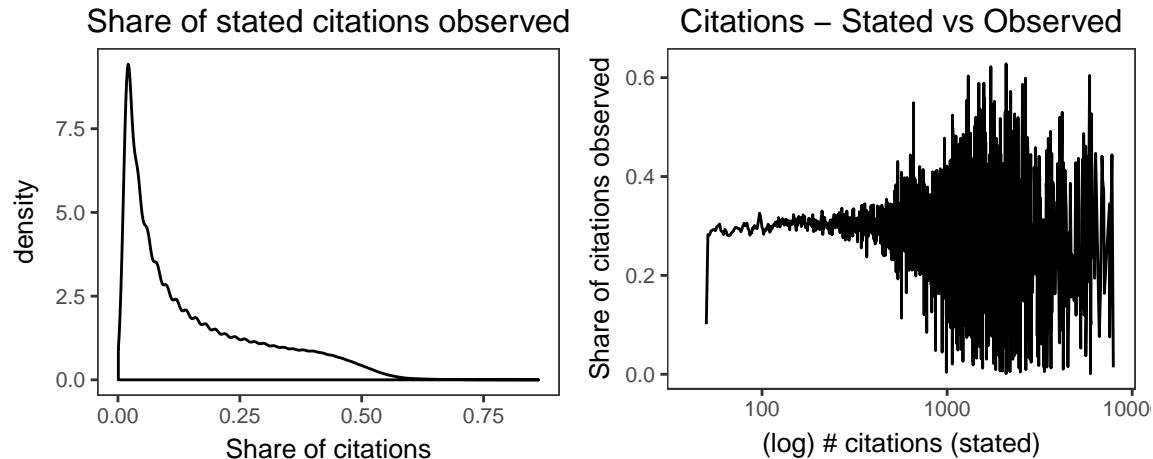 Share of stated citations observed
density
7.5
5.0
2.5
0.0
0.00 0.25 0.50 0.75
Share of citations
Citations – Stated vs Observed
Share of citations observed
0.6
0.4
0.2
0.0
100 1000 1000
(log) # citations (stated)